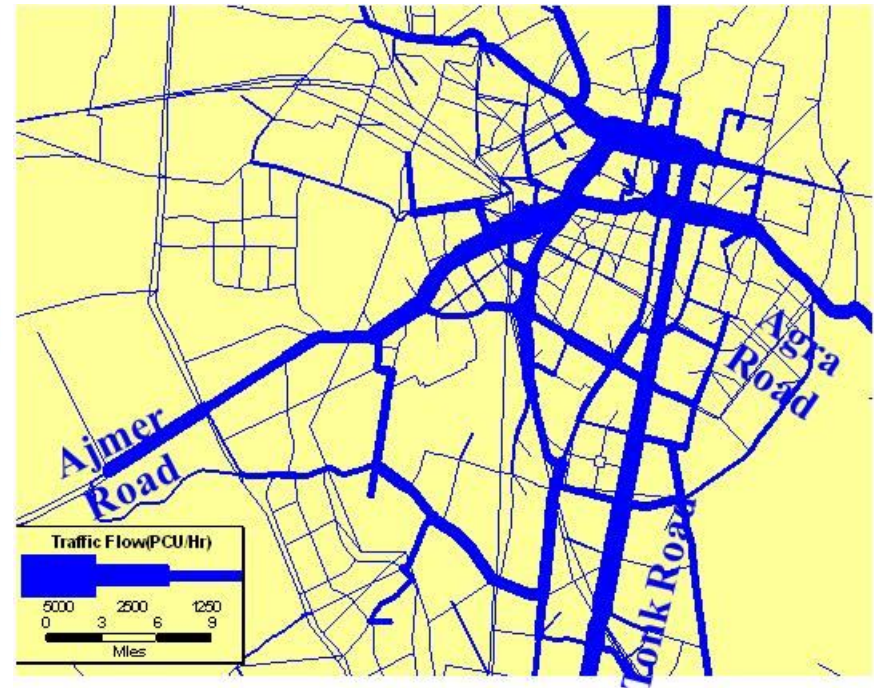 Agra
Road
Ajmer
Road
Tonk Road
Traffic Flow(PCU/Hr)
5000 2500 1250
0 3 6 9
Miles